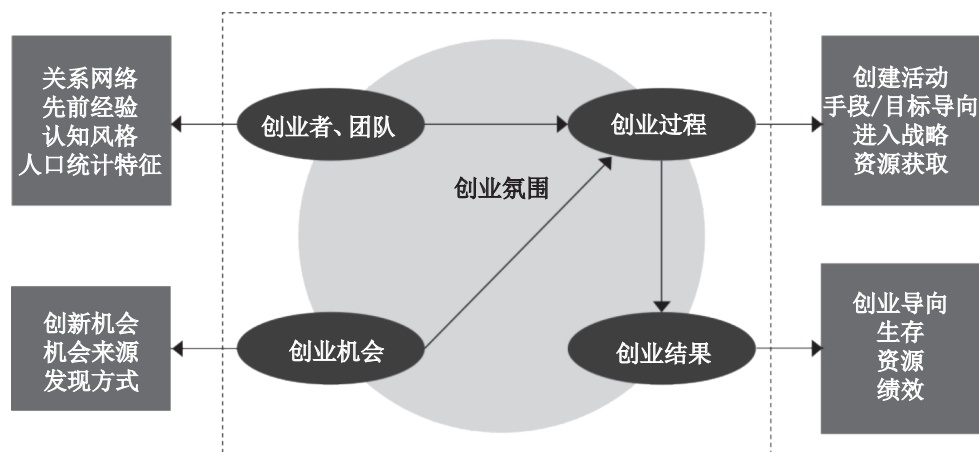 关系网络
先前经验
认知风格
人口统计特征
创业者、团队
创业过程
创建活动
手段/目标导向
进入战略
资源获取
创业氛围
创新机会
机会来源
发现方式
创业机会
创业结果
创业导向
生存
资源
绩效